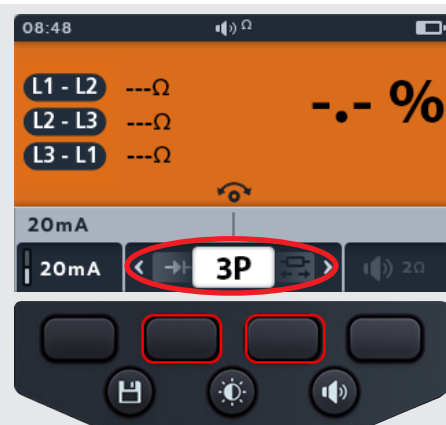 08:48 Ω
L1 - L2 ---Ω
-.- %
L2 - L3 ---Ω
L3 - L1 ---Ω
20mA
20mA < 3P > 2Ω